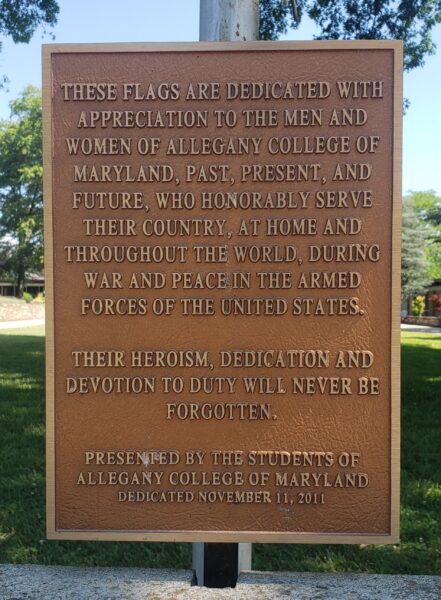 THESE FLAGS ARE DEDICATED WITH
APPRECIATION TO THE MEN AND
WOMEN OF ALLEGANY COLLEGE OF
MARYLAND, PAST, PRESENT, AND
FUTURE, WHO HONORABLY SERVE
THEIR COUNTRY, AT HOME AND
THROUGHOUT THE WORLD, DURING
WAR AND PEACE IN THE ARMED
FORCES OF THE UNITED STATES.
THEIR HEROISM, DEDICATION AND
DEVOTION TO DUTY WILL NEVER BE
FORGOTTEN.
PRESENTED BY THE STUDENTS OF
ALLEGANY COLLEGE OF MARYLAND
DEDICATED NOVEMBER 11, 2011